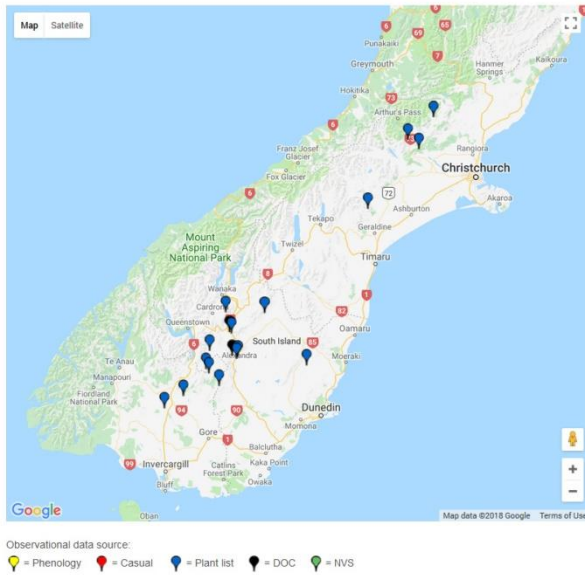 Map Satellite
6
65
69
Punakaiki
7
Greymouth
Hanmer
Springs
Kaikoura
Hokitika
73
Arthur's Pass
6
Franz Josef
Glacier
Fox Glacier
Rangiora
Christchurch
72
Akaroa
Ashburton
Geraldine
6
Tekapo
Twizel
Timaru
Mount
Aspiring
National Park
8
1
Wanaka
Cardrona
82
Queenstown
Oamaru
6
South Island
85
Alexandra
Moeraki
Te Anau
Manapouri
Fiordland
National Park
94
90
Dunedin
Mornona
Gore
1
Balclutha
99
Invercargill
Catlins
Forest Park
Kaka Point
Owaka
Bluff
Oban
+
−
Google
Map data ©2018 Google Terms of Use
Observational data source:
= Phenology = Casual = Plant list = DOC = NVS